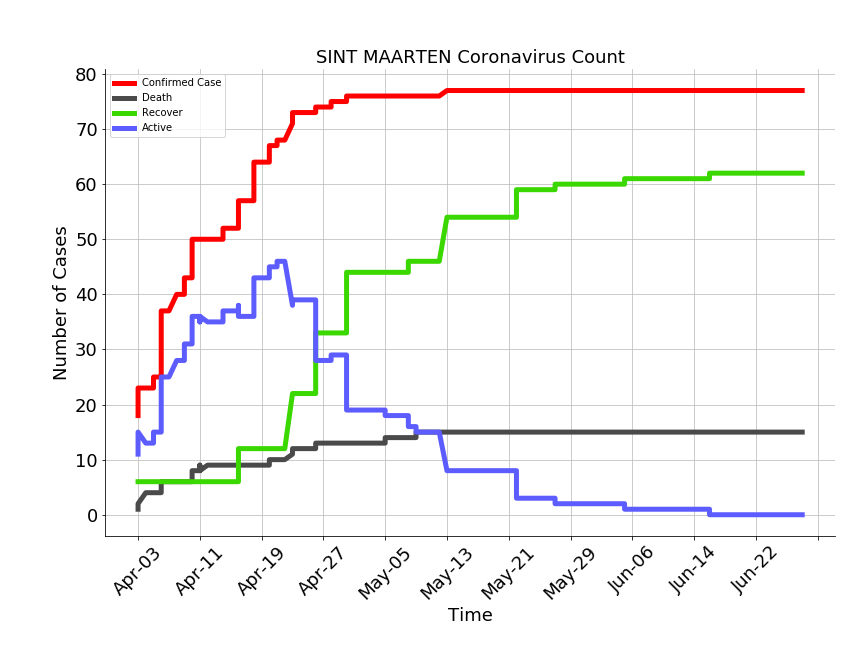 SINT MAARTEN Coronavirus Count
Confirmed Case
Death
Recover
Active
Number of Cases
80
70
60
50
40
30
20
10
0
Apr-03
Apr-11
Apr-19
Apr-27
May-05
May-13
May-21
May-29
Jun-06
Jun-14
Jun-22
Time